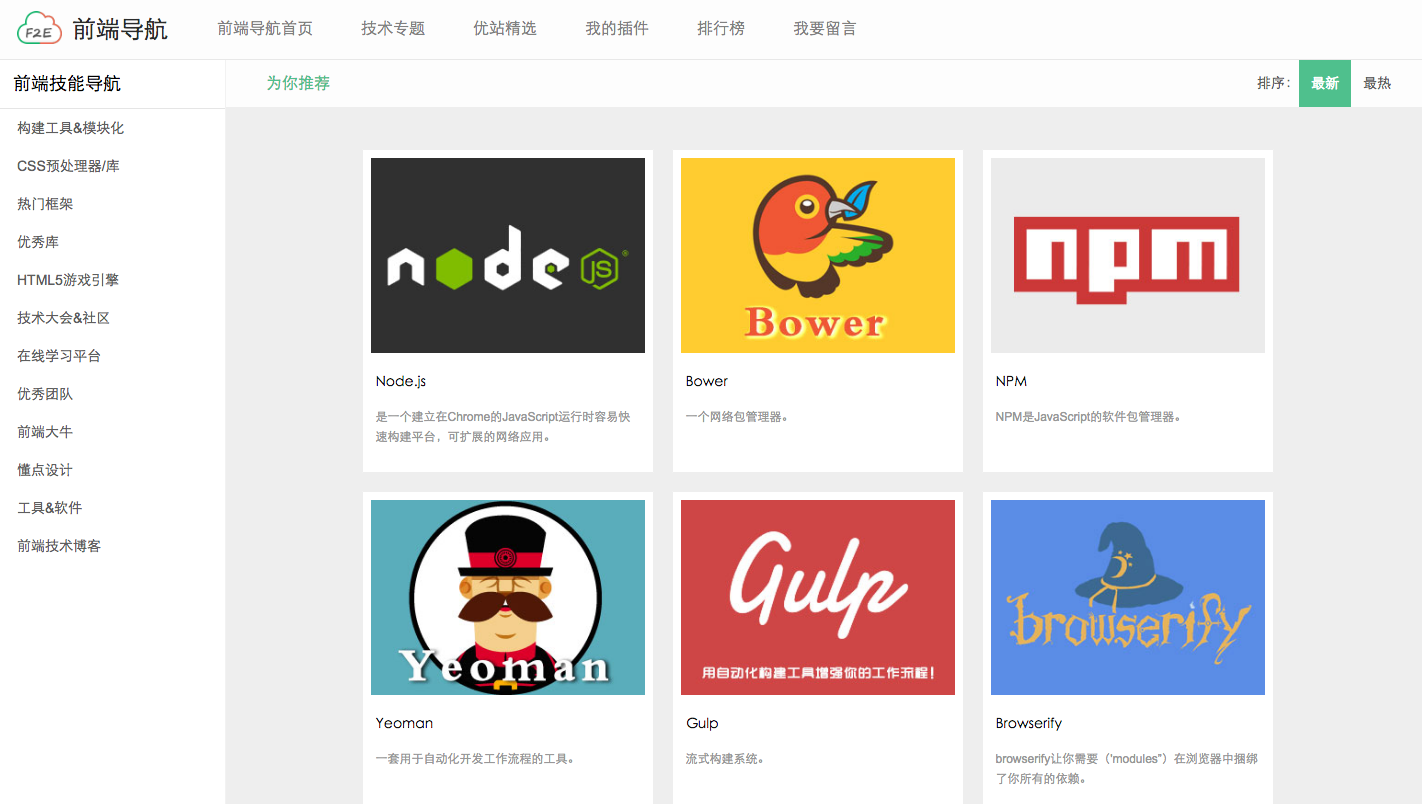 F2E 前端导航 前端导航首页 技术专题 优站精选 我的插件 排行榜 我要留言
前端技能导航
为你推荐 排序： 最新 最热
构建工具&模块化
CSS预处理器/库
热门框架
优秀库
HTML5游戏引擎
技术大会&社区
在线学习平台
优秀团队
前端大牛
懂点设计
工具&软件
前端技术博客
node JS ®
Node.js
是一个建立在Chrome的JavaScript运行时容易快
速构建平台，可扩展的网络应用。
Bower
Bower
一个网络包管理器。
npm
NPM
NPM是JavaScript的软件包管理器。
Yeoman
Yeoman
一套用于自动化开发工作流程的工具。
Gulp
用自动化构建工具增强你的工作流程！
Gulp
流式构建系统。
browserify
Browserify
browserify让你需要（'modules”）在浏览器中捆绑
了你所有的依赖。